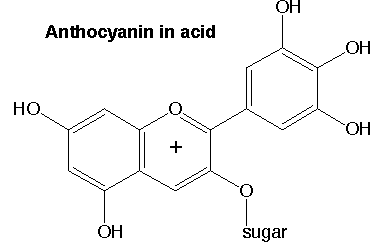 OH
Anthocyanin in acid
OH
HO
O
OH
+
O
OH
sugar